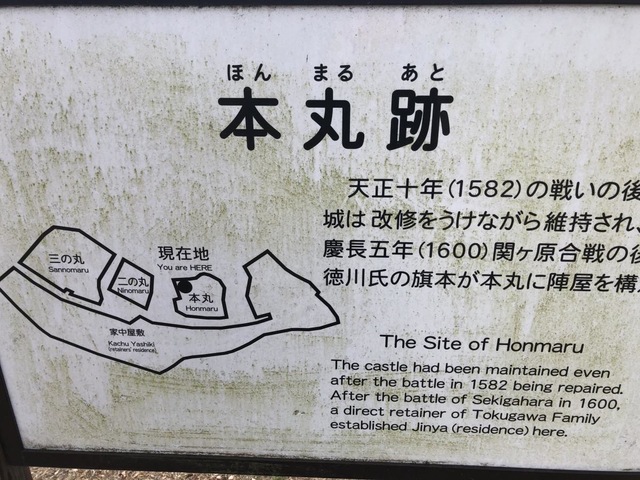 ほん まる あと
本丸跡
天正十年(1582)の戦いの後
城は改修をうけながら維持され、
慶長五年(1600)関ヶ原合戦の後
徳川氏の旗本が本丸に陣屋を構
三の丸
Sannomaru
二の丸
Ninomaru
現在地
You are HERE
本丸
Honmaru
家中屋敷
Kachu Yashiki
(retainers' residence)
The Site of Honmaru
The castle had been maintained even
after the battle in 1582 being repaired.
After the battle of Sekigahara in 1600,
a direct retainer of Tokugawa Family
established Jinya (residence) here.